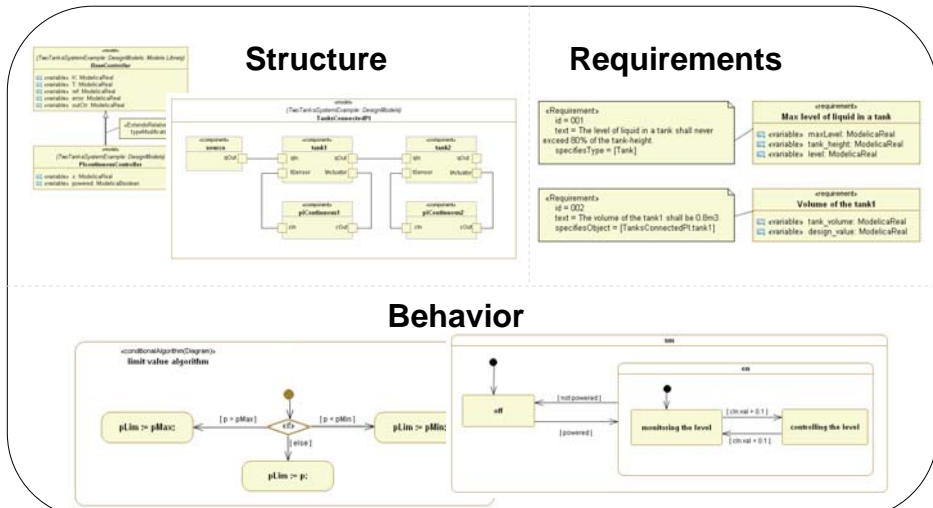 Structure
Requirements
«model»
(TwoTanksSystemExample::DesignModels::Models Library)
BaseController
«variable» K: ModelicaReal
«variable» T: ModelicaReal
«variable» ref: ModelicaReal
«variable» error: ModelicaReal
«variable» outCtr: ModelicaReal
«ExtendsRelation»
typeModificat
(TwoTanksSystemExample::DesignModels)
PIcontinuousController
«variable» x: ModelicaReal
«variable» powered: ModelicaBoolean
«model»
(TwoTanksSystemExample::DesignModels)
TanksConnectedPI
«component»
source
qOut
«component»
tank1
qIn
qOut
tSensor
tActuator
«component»
tank2
qIn
qOut
tSensor
tActuator
«component»
piContinuous1
cIn
cOut
«component»
piContinuous2
cIn
cOut
«Requirement»
id = 001
text = The level of liquid in a tank shall never
exceed 80% of the tank-height.
specifiesType = [Tank]
«requirement»
Max level of liquid in a tank
«variable» maxLevel: ModelicaReal
«variable» tank_height: ModelicaReal
«variable» level: ModelicaReal
«Requirement»
id = 002
text = The volume of the tank1 shall be 0.8m3
specifiesObject = [TanksConnectedPI.tank1]
«requirement»
Volume of the tank1
«variable» tank_volume: ModelicaReal
«variable» design_value: ModelicaReal
Behavior
«conditionalAlgorithm(Diagram)»
limit value algorithm
[ p > pMax]
«if»
[ p < pMin]
pLim := pMax;
pLim := pMin;
[ else]
pLim := p;
sm
off
[ not powered ]
[ powered ]
on
monitoring the level
controlling the level